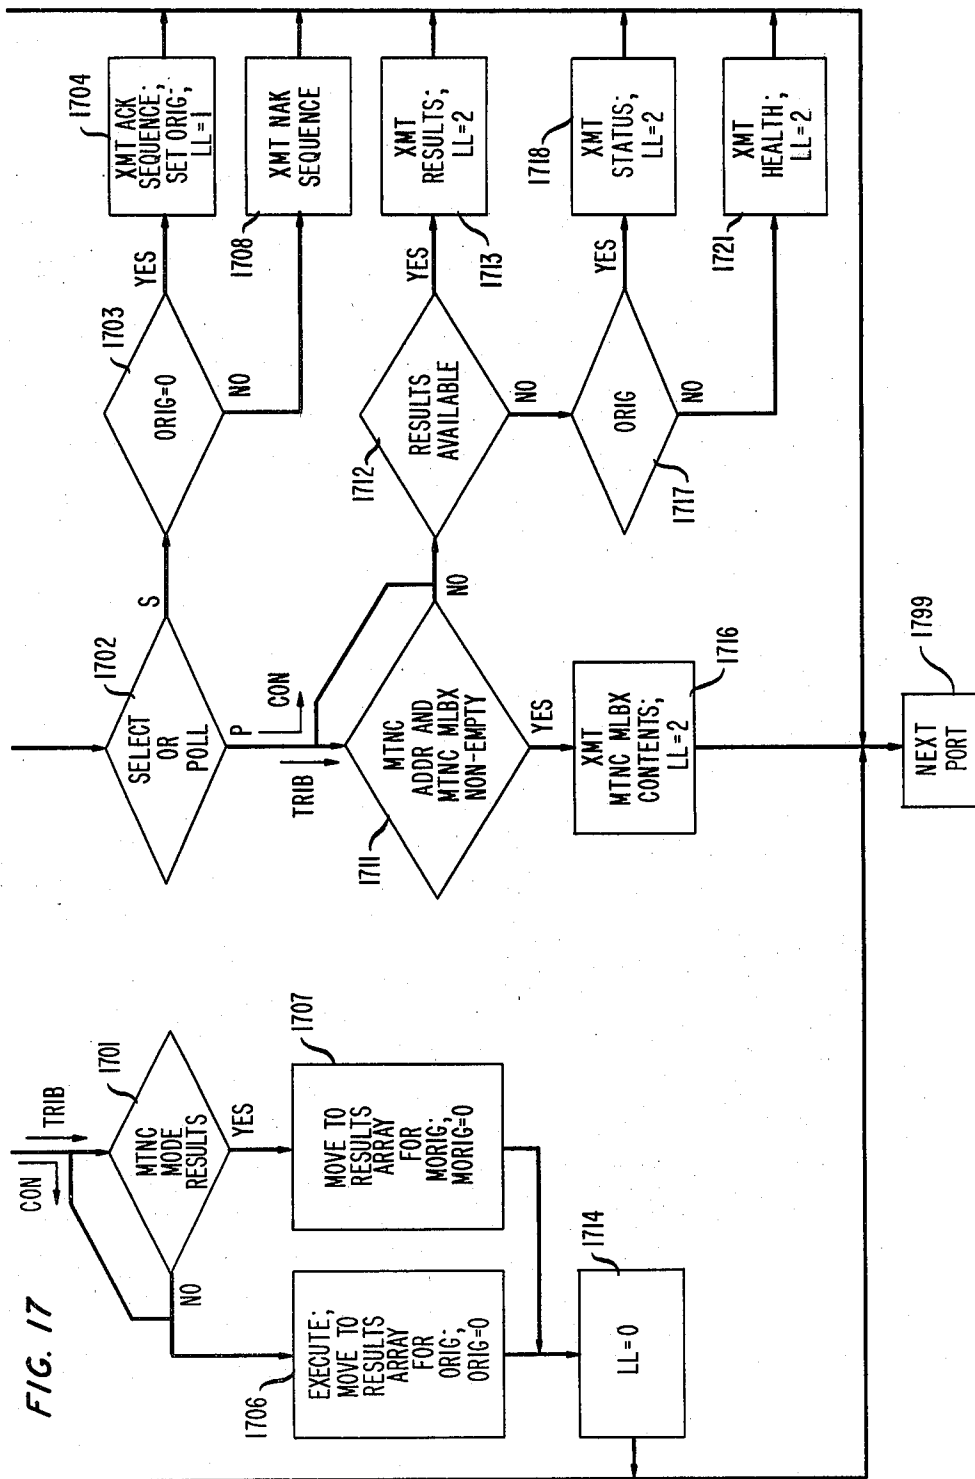 FIG. 17
CON
TRIB
1701
MTNC
MODE
RESULTS
NO
YES
1706
EXECUTE;
MOVE TO
RESULTS
ARRAY
FOR
ORIG;
ORIG=0
1707
MOVE TO
RESULTS
ARRAY
FOR
MORIG;
MORIG=0
1714
LL=0
1702
SELECT
OR
POLL
S
P
CON
TRIB
1703
ORIG=0
YES
NO
1704
XMT ACK
SEQUENCE;
SET ORIG;
LL=1
1708
XMT NAK
SEQUENCE
1711
MTNC
ADDR AND
MTNC MLBX
NON-EMPTY
NO
YES
1712
RESULTS
AVAILABLE
YES
NO
1713
XMT
RESULTS;
LL=2
1716
XMT
MTNC MLBX
CONTENTS;
LL=2
1717
ORIG
YES
NO
1718
XMT
STATUS;
LL=2
1721
XMT
HEALTH;
LL=2
1799
NEXT
PORT